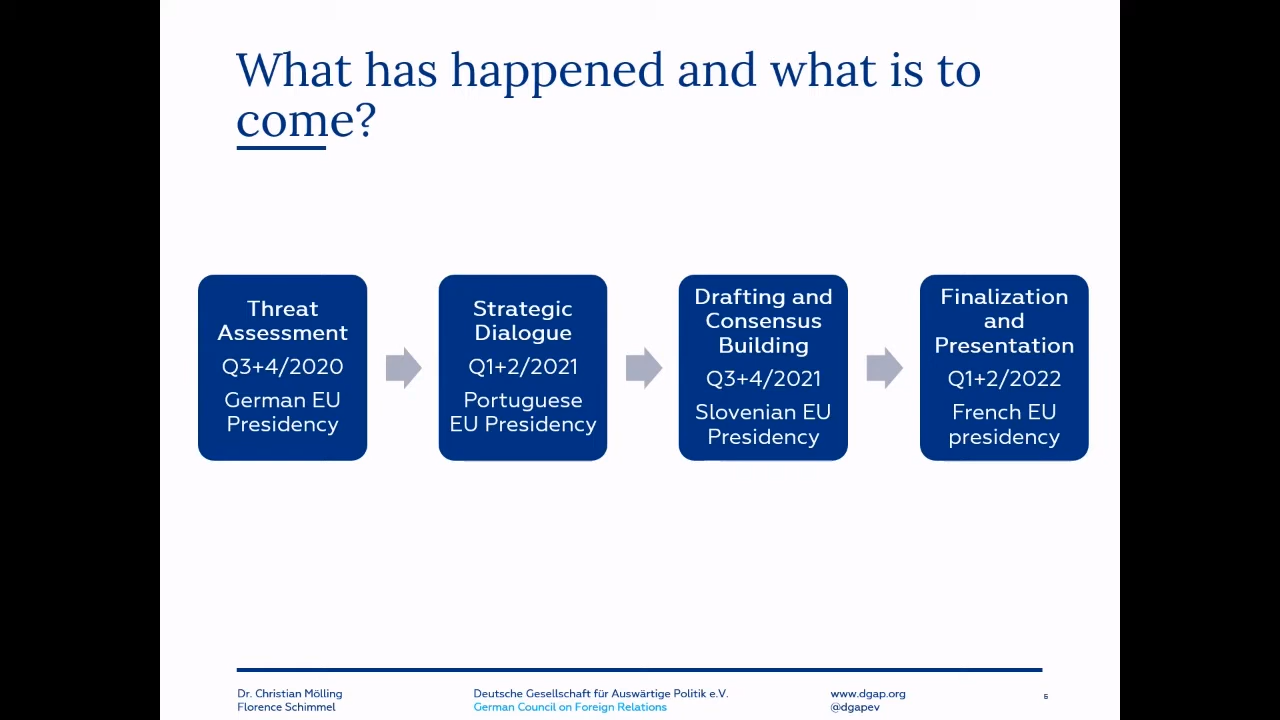 What has happened and what is to
come?
Threat
Assessment
Q3+4/2020
German EU
Presidency
Strategic
Dialogue
Q1+2/2021
Portuguese
EU Presidency
Drafting and
Consensus
Building
Q3+4/2021
Slovenian EU
Presidency
Finalization
and
Presentation
Q1+2/2022
French EU
presidency
Dr. Christian Mölling
Florence Schimmel
Deutsche Gesellschaft für Auswärtige Politik e.V.
German Council on Foreign Relations
www.dgap.org
@dgapev